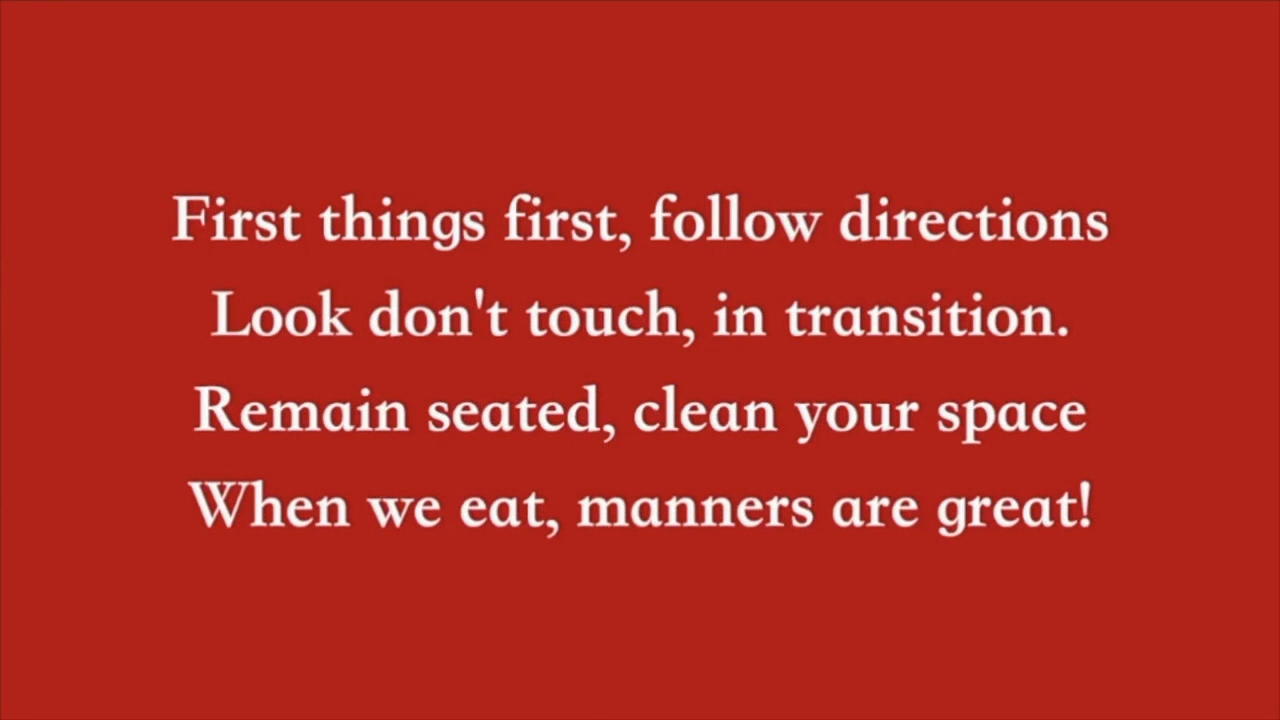 First things first, follow directions
Look don't touch, in transition.
Remain seated, clean your space
When we eat, manners are great!